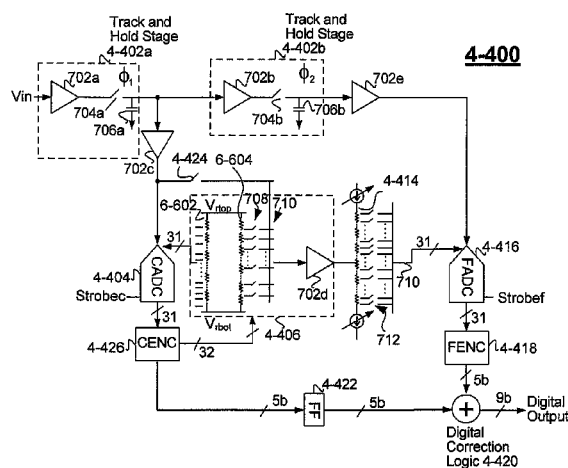 Track and
Hold Stage
4-402a
Track and
Hold Stage
4-402b
4-400
702a
ϕ1
702b
ϕ2
702e
Vin
704a
706a
704b
706b
702c
4-424
6-604
6-602
Vrtop
708
710
4-414
31
31
4-416
4-404
CADC
702d
710
FADC
Strobec
Strobef
31
Vrbot
712
31
4-426
CENC
32
4-406
FENC
4-418
4-422
5b
5b
FF
5b
9b
Digital
Output
Digital
Correction
Logic 4-420